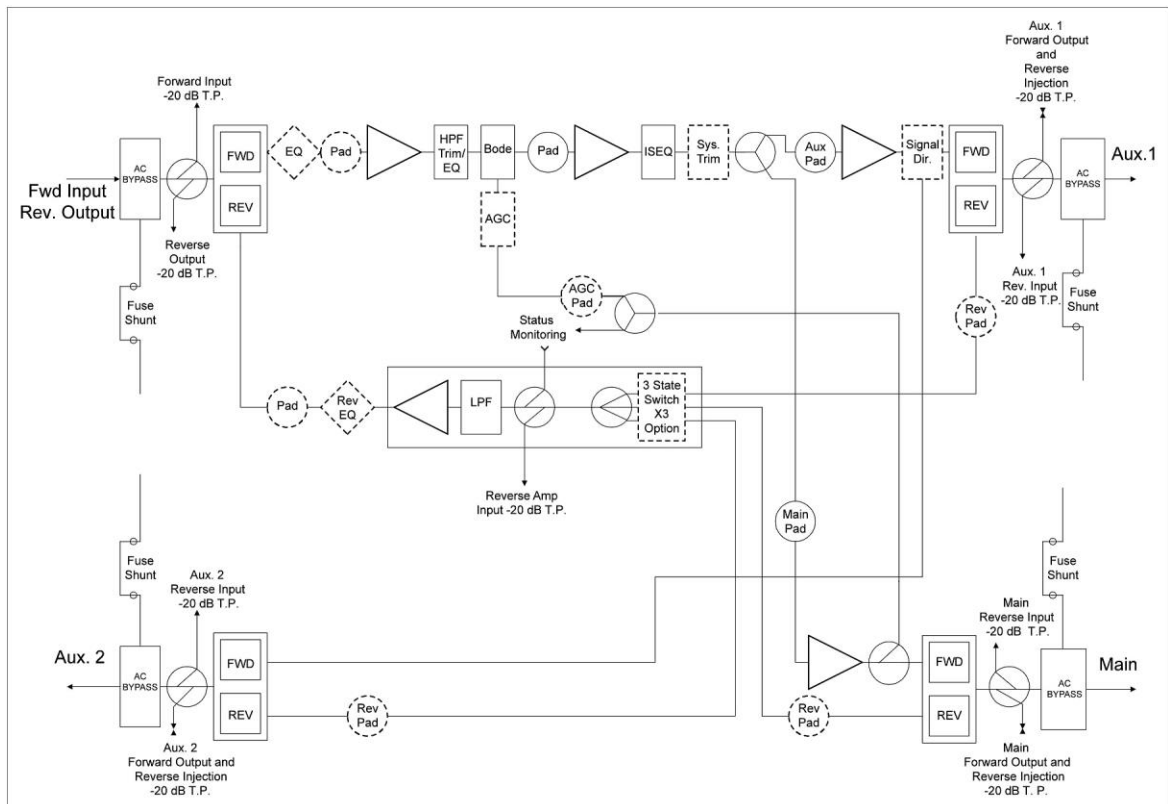 Aux. 1
Forward Output
and
Reverse
Injection
-20 dB T.P.
Forward Input
-20 dB T.P.
AC
BYPASS
FWD
REV
EQ
Pad
HPF
Trim/
EQ
Bode
Pad
ISEQ
Sys.
Trim
Aux
Pad
Signal
Dir.
FWD
REV
AC
BYPASS
Aux.1
Fwd Input
Rev. Output
AGC
Reverse
Output
-20 dB T.P.
Aux. 1
Rev. Input
-20 dB T.P.
Fuse
Shunt
AGC
Pad
Rev
Pad
Fuse
Shunt
Status
Monitoring
Pad
Rev
EQ
LPF
3 State
Switch
X3
Option
Reverse Amp
Input -20 dB T.P.
Main
Pad
Fuse
Shunt
Aux. 2
Reverse Input
-20 dB T.P.
Fuse
Shunt
Main
Reverse Input
-20 dB T.P.
Aux. 2
AC
BYPASS
FWD
REV
Rev
Pad
Rev
Pad
FWD
REV
AC
BYPASS
Main
Aux. 2
Forward Output and
Reverse Injection
-20 dB T.P.
Main
Forward Output and
Reverse Injection
-20 dB T. P.